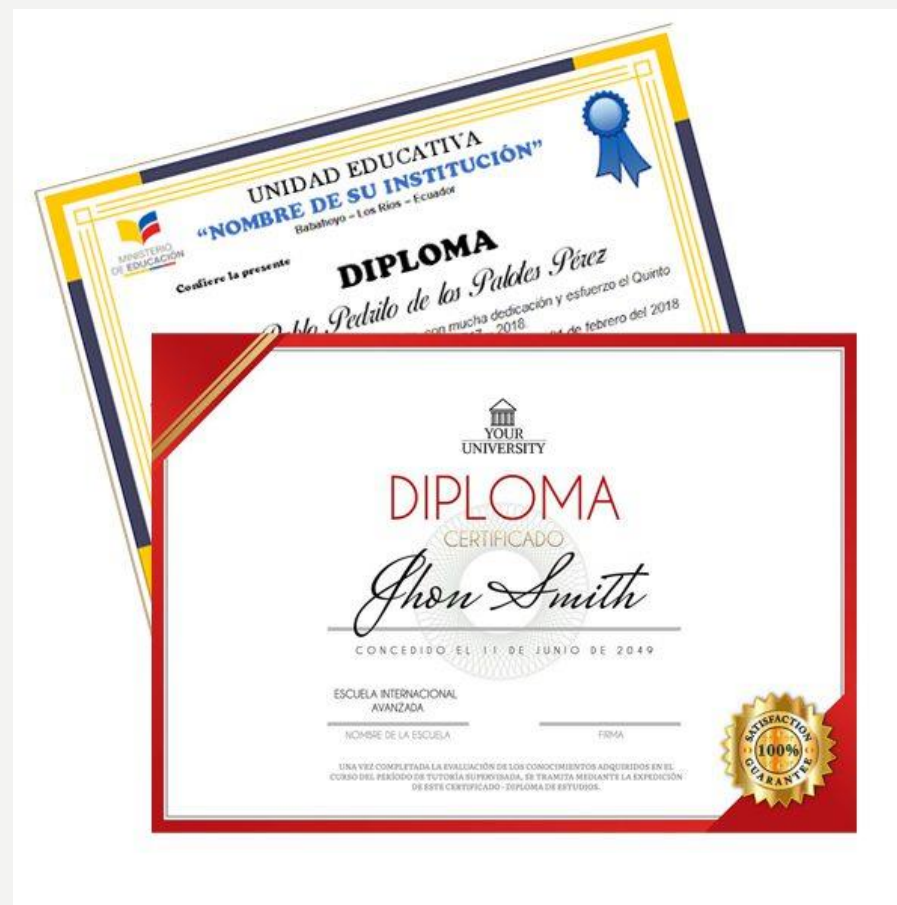 UNIDAD EDUCATIVA
“NOMBRE DE SU INSTITUCIÓN”
Babahoyo – Los Ríos – Ecuador
MINISTERIO
DE EDUCACIÓN
Confiere la presente
DIPLOMA
Pablo Pedrito de los Palotes Pérez
con mucha dedicación y esfuerzo el Quinto
– 2018.
de febrero del 2018
YOUR
UNIVERSITY
DIPLOMA
CERTIFICADO
Jhon Smith
CONCEDIDO EL 11 DE JUNIO DE 2049
ESCUELA INTERNACIONAL
AVANZADA
NOMBRE DE LA ESCUELA
FIRMA
UNA VEZ COMPLETADA LA EVALUACIÓN DE LOS CONOCIMIENTOS ADQUIRIDOS EN EL
CURSO DEL PERÍODO DE TUTORÍA SUPERVISADA, SE TRAMITA MEDIANTE LA EXPEDICIÓN
DE ESTE CERTIFICADO - DIPLOMA DE ESTUDIOS.
SATISFACTION
100%
GUARANTEE